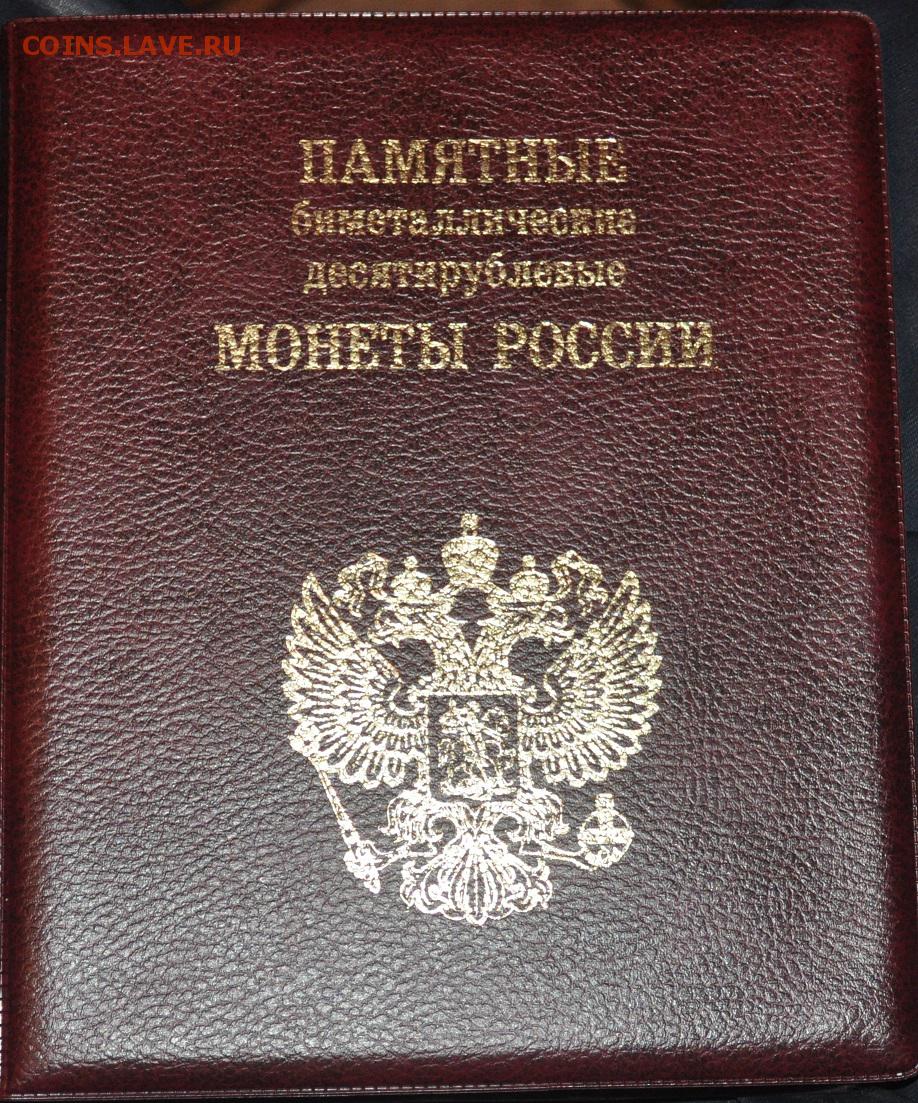 COINS.LAVE.RU
ПАМЯТНЫЕ
биметаллические
десятирублевые
МОНЕТЫ РОССИИ